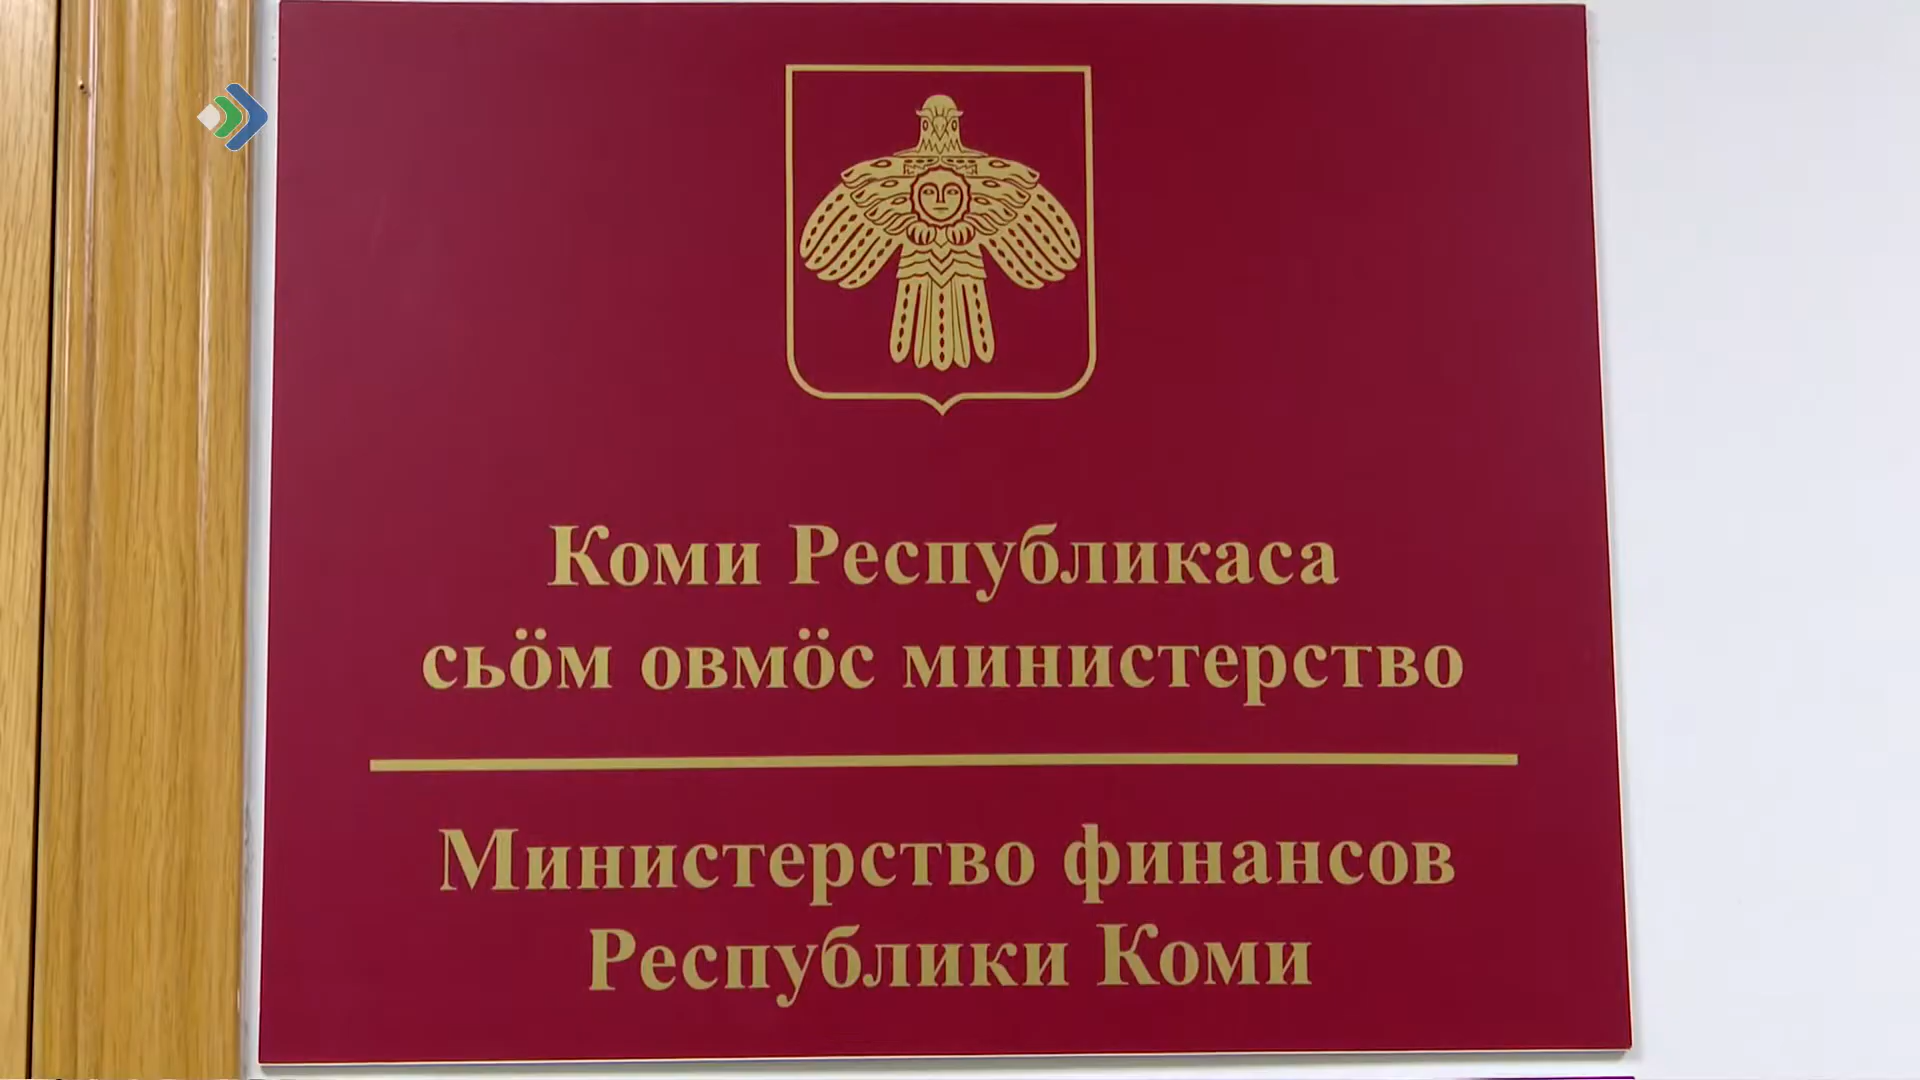 Коми Республикаса
сьӧм овмӧс министерство
Министерство финансов
Республики Коми